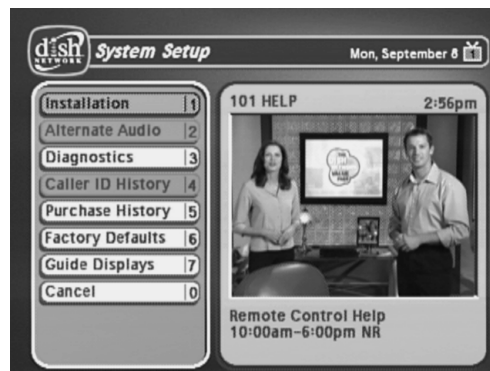 dish
NETWORK
System Setup
Mon, September 8
1
Installation 1
Alternate Audio 2
Diagnostics 3
Caller ID History 4
Purchase History 5
Factory Defaults 6
Guide Displays 7
Cancel 0
101 HELP 2:56pm
Remote Control Help
10:00am-6:00pm NR